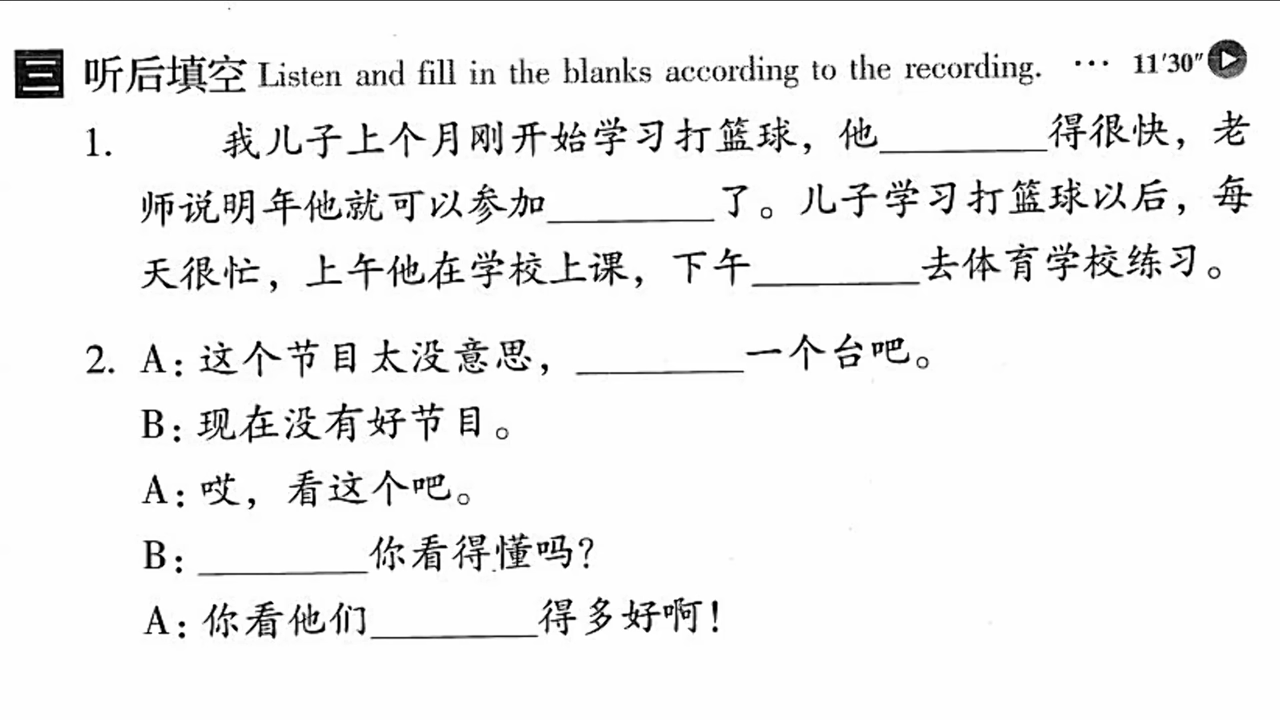 三 听后填空 Listen and fill in the blanks according to the recording. ··· 11′30″
1. 我儿子上个月刚开始学习打篮球，他________得很快，老
师说明年他就可以参加________了。儿子学习打篮球以后，每
天很忙，上午他在学校上课，下午________去体育学校练习。
2. A：这个节目太没意思，________一个台吧。
B：现在没有好节目。
A：哎，看这个吧。
B：________你看得懂吗？
A：你看他们________得多好啊！